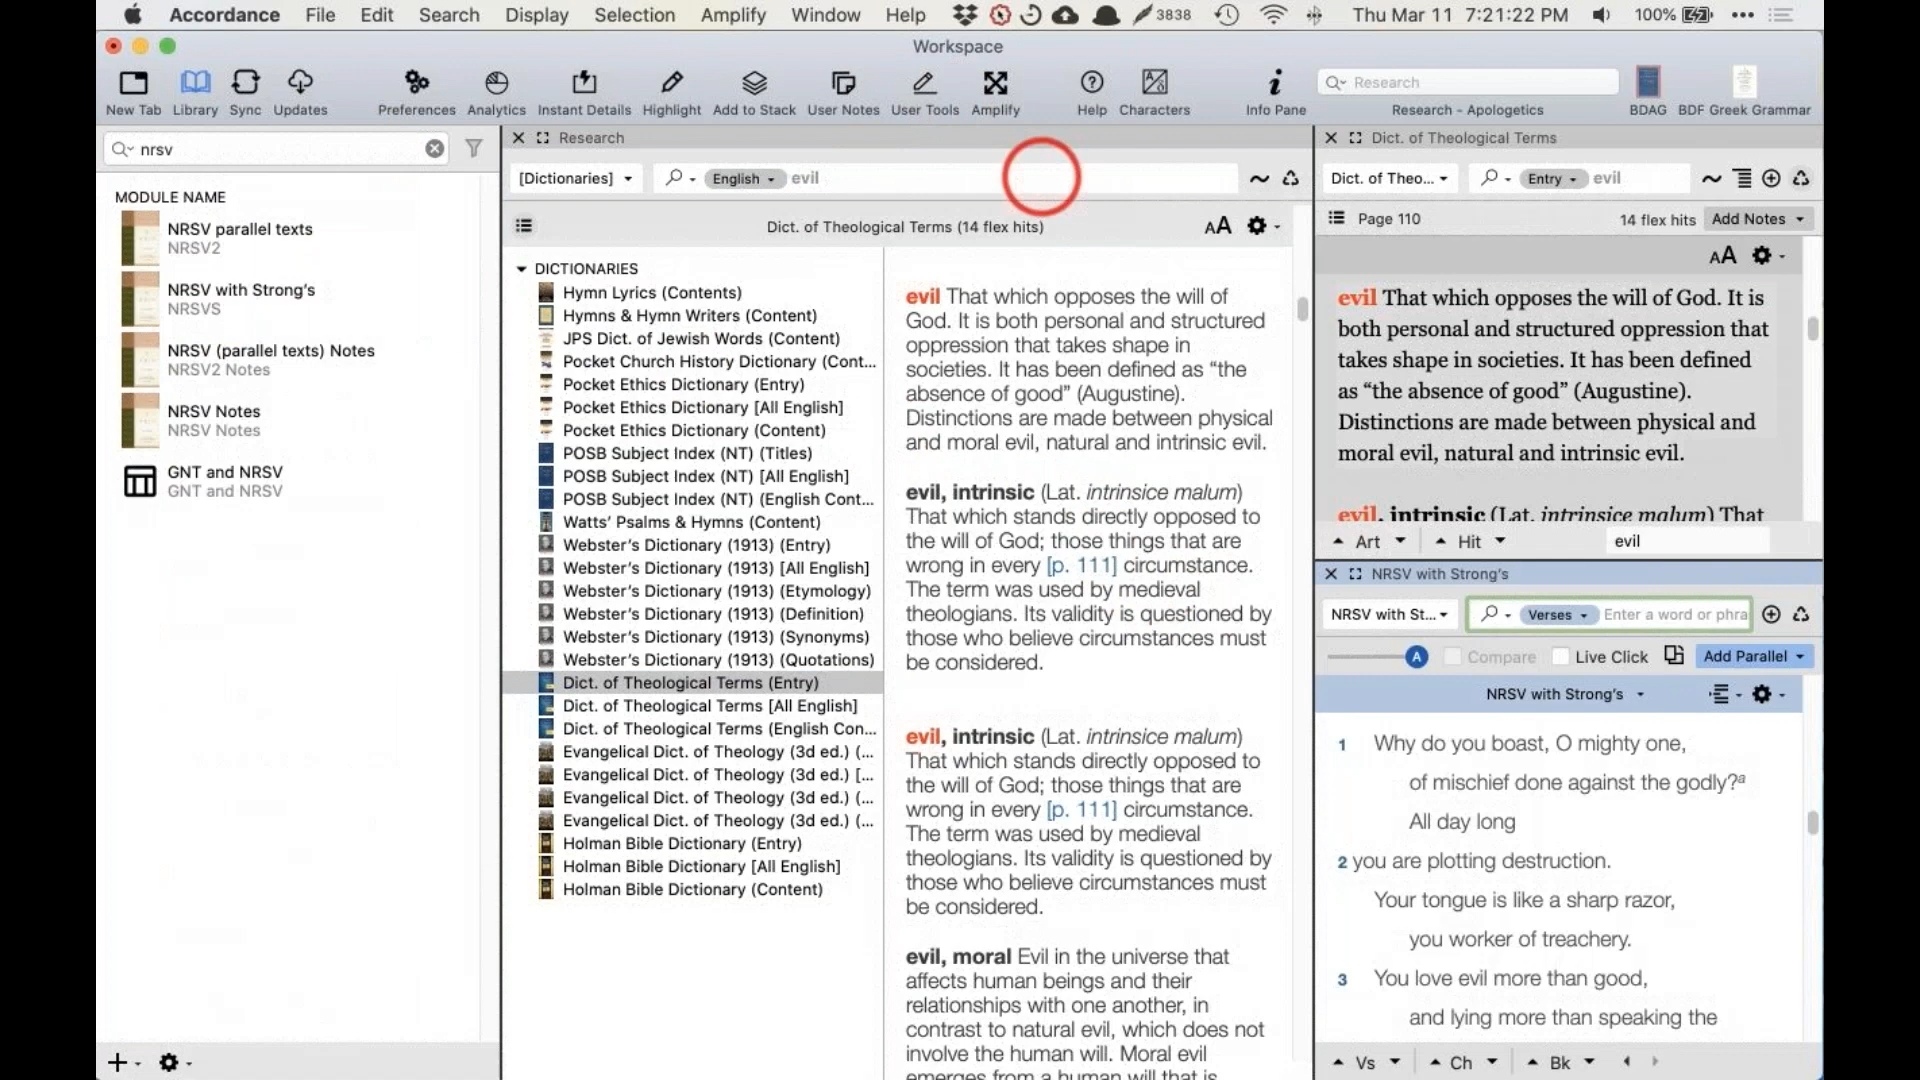 Accordance File Edit Search Display Selection Amplify Window Help 3838 Thu Mar 11 7:21:22 PM 100%
Workspace
New Tab Library Sync Updates Preferences Analytics Instant Details Highlight Add to Stack User Notes User Tools Amplify Help Characters Info Pane Research Research - Apologetics BDAG BDF Greek Grammar
nrsv
MODULE NAME
NRSV parallel texts
NRSV2
NRSV with Strong's
NRSVS
NRSV (parallel texts) Notes
NRSV2 Notes
NRSV Notes
NRSV Notes
GNT and NRSV
GNT and NRSV
Research
[Dictionaries] English evil
Dict. of Theological Terms (14 flex hits) AA
DICTIONARIES
Hymn Lyrics (Contents)
Hymns & Hymn Writers (Content)
JPS Dict. of Jewish Words (Content)
Pocket Church History Dictionary (Cont...
Pocket Ethics Dictionary (Entry)
Pocket Ethics Dictionary [All English]
Pocket Ethics Dictionary (Content)
POSB Subject Index (NT) (Titles)
POSB Subject Index (NT) [All English]
POSB Subject Index (NT) (English Cont...
Watts' Psalms & Hymns (Content)
Webster's Dictionary (1913) (Entry)
Webster's Dictionary (1913) [All English]
Webster's Dictionary (1913) (Etymology)
Webster's Dictionary (1913) (Definition)
Webster's Dictionary (1913) (Synonyms)
Webster's Dictionary (1913) (Quotations)
Dict. of Theological Terms (Entry)
Dict. of Theological Terms [All English]
Dict. of Theological Terms (English Con...
Evangelical Dict. of Theology (3d ed.) (...
Evangelical Dict. of Theology (3d ed.) [...
Evangelical Dict. of Theology (3d ed.) (...
Evangelical Dict. of Theology (3d ed.) (...
Holman Bible Dictionary (Entry)
Holman Bible Dictionary [All English]
Holman Bible Dictionary (Content)
evil That which opposes the will of
God. It is both personal and structured
oppression that takes shape in
societies. It has been defined as “the
absence of good” (Augustine).
Distinctions are made between physical
and moral evil, natural and intrinsic evil.
evil, intrinsic (Lat. intrinsice malum)
That which stands directly opposed to
the will of God; those things that are
wrong in every [p. 111] circumstance.
The term was used by medieval
theologians. Its validity is questioned by
those who believe circumstances must
be considered.
evil, intrinsic (Lat. intrinsice malum)
That which stands directly opposed to
the will of God; those things that are
wrong in every [p. 111] circumstance.
The term was used by medieval
theologians. Its validity is questioned by
those who believe circumstances must
be considered.
evil, moral Evil in the universe that
affects human beings and their
relationships with one another, in
contrast to natural evil, which does not
involve the human will. Moral evil
emerges from a human will that is
Dict. of Theological Terms
Dict. of Theo... Entry evil
Page 110 14 flex hits Add Notes
AA
evil That which opposes the will of God. It is
both personal and structured oppression that
takes shape in societies. It has been defined
as “the absence of good” (Augustine).
Distinctions are made between physical and
moral evil, natural and intrinsic evil.
evil, intrinsic (Lat. intrinsice malum) That
Art Hit evil
NRSV with Strong's
NRSV with St... Verses Enter a word or phra
A Compare Live Click Add Parallel
NRSV with Strong's
1 Why do you boast, O mighty one,
of mischief done against the godly?a
All day long
2 you are plotting destruction.
Your tongue is like a sharp razor,
you worker of treachery.
3 You love evil more than good,
and lying more than speaking the
Vs Ch Bk